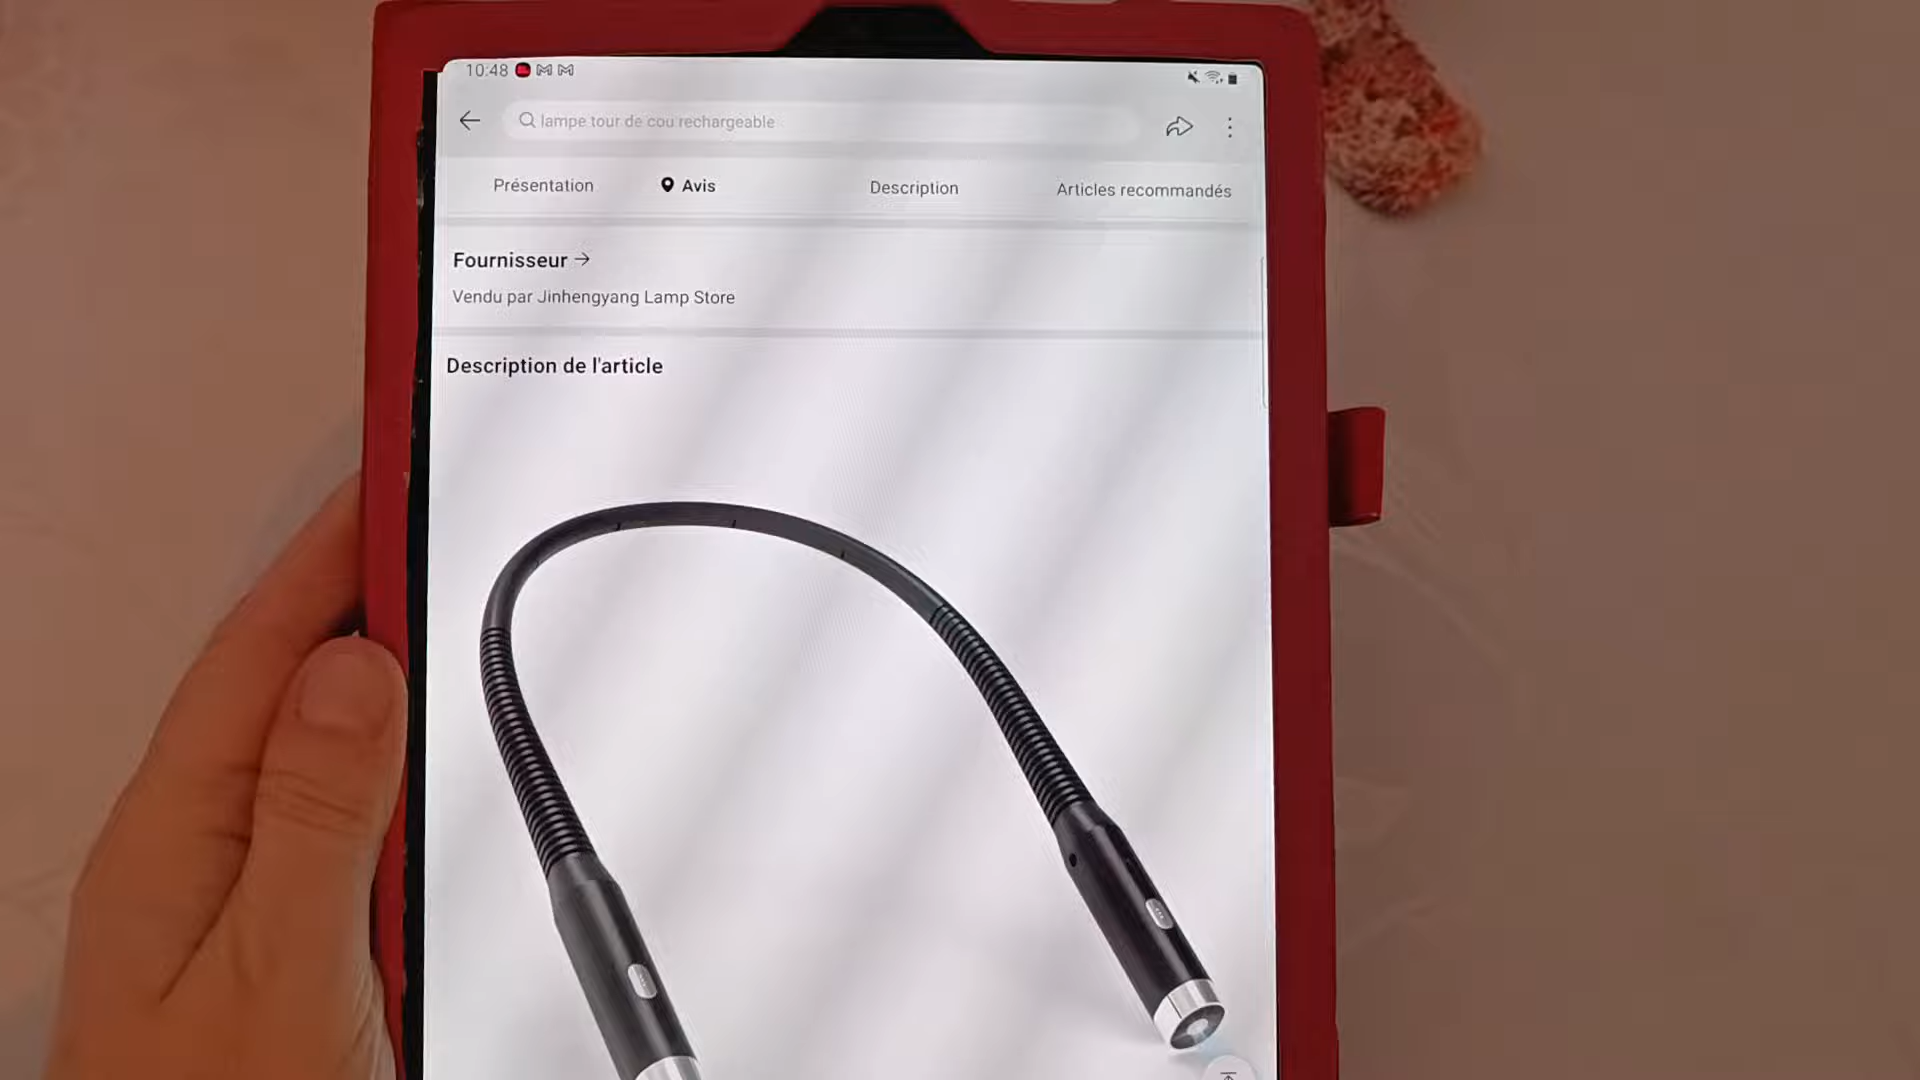 10:48
lampe tour de cou rechargeable
Présentation
Avis
Description
Articles recommandés
Fournisseur →
Vendu par Jinhengyang Lamp Store
Description de l'article